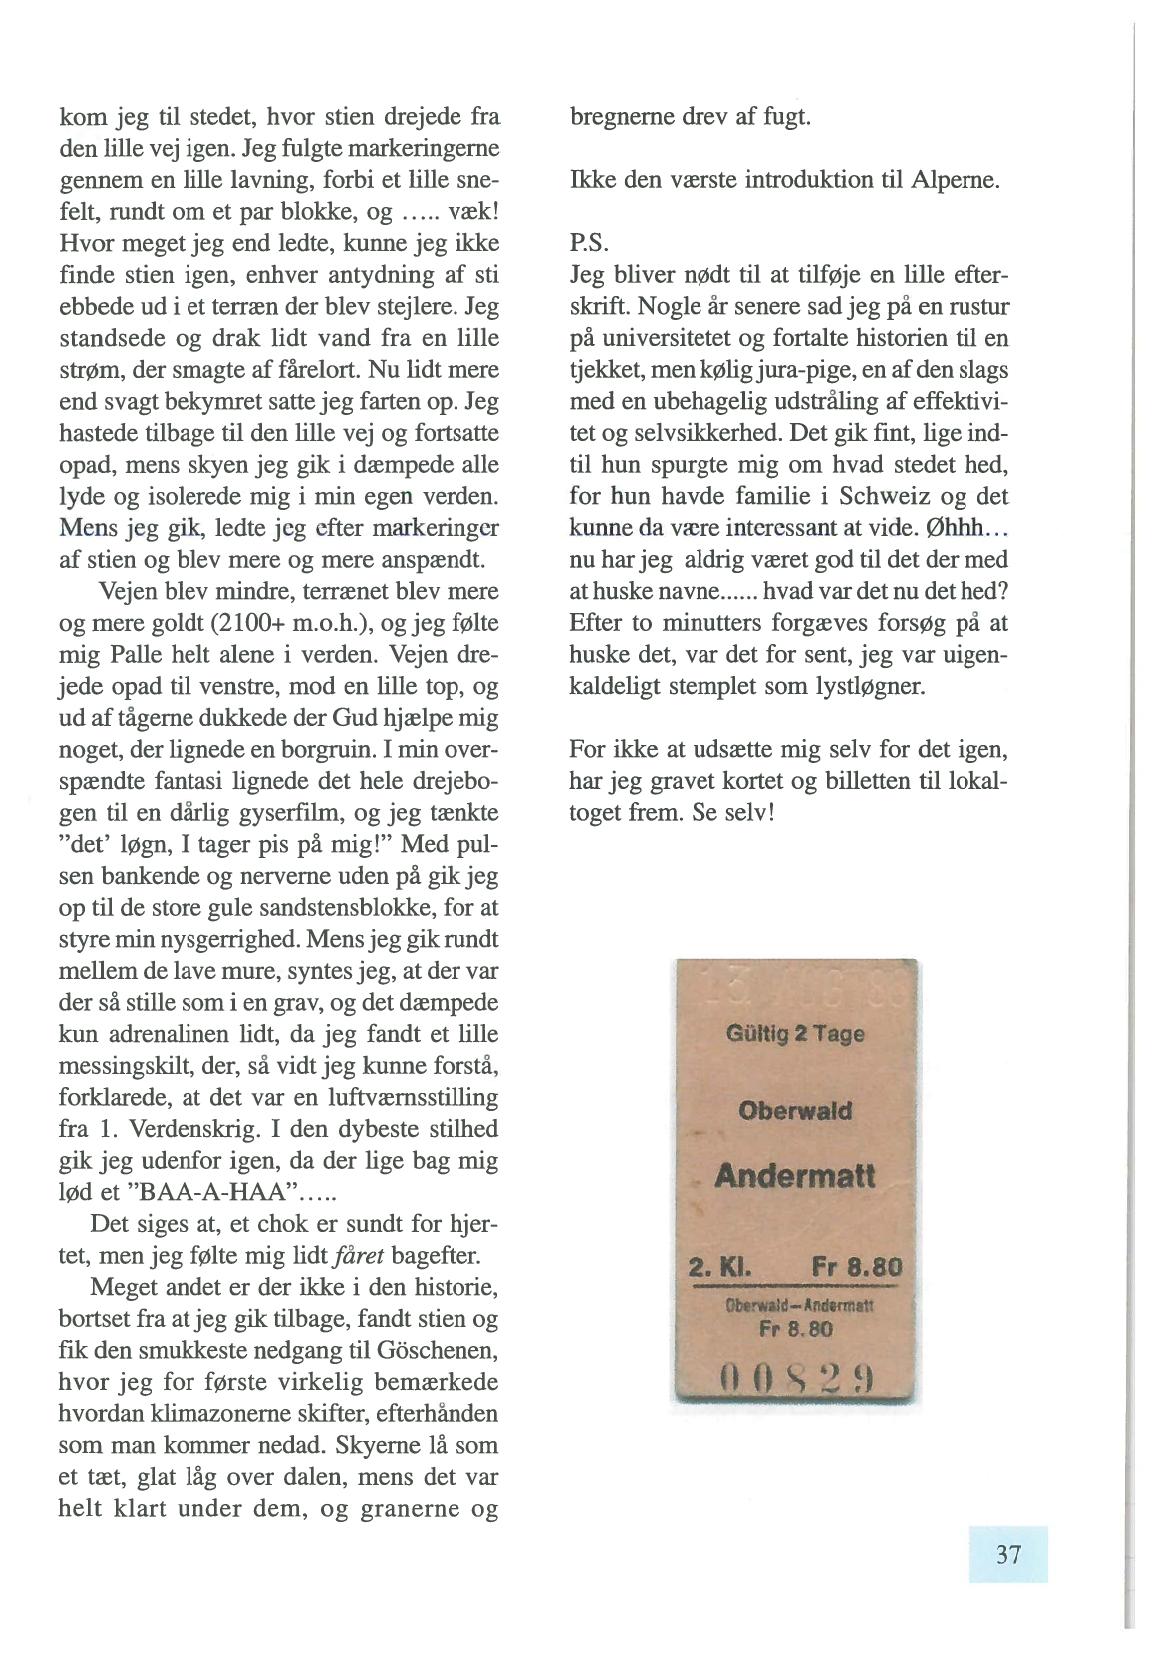 kom jeg til stedet, hvor stien drejede fra
den lille vej igen. Jeg fulgte markeringerne
gennem en lille lavning, forbi et lille sne-
felt, rundt om et par blokke, og ..... væk!
Hvor meget jeg end ledte, kunne jeg ikke
finde stien igen, enhver antydning af sti
ebbede ud i et terræn der blev stejlere. Jeg
standsede og drak lidt vand fra en lille
strøm, der smagte af fårelort. Nu lidt mere
end svagt bekymret satte jeg farten op. Jeg
hastede tilbage til den lille vej og fortsatte
opad, mens skyen jeg gik i dæmpede alle
lyde og isolerede mig i min egen verden.
Mens jeg gik, ledte jeg efter markeringer
af stien og blev mere og mere anspændt.
Vejen blev mindre, terrænet blev mere
og mere goldt (2100+ m.o.h.), og jeg følte
mig Palle helt alene i verden. Vejen dre-
jede opad til venstre, mod en lille top, og
ud af tågerne dukkede der Gud hjælpe mig
noget, der lignede en borgruin. I min over-
spændte fantasi lignede det hele drejebo-
gen til en dårlig gyserfilm, og jeg tænkte
”det’ løgn, I tager pis på mig!” Med pul-
sen bankende og nerverne uden på gik jeg
op til de store gule sandstensblokke, for at
styre min nysgerrighed. Mens jeg gik rundt
mellem de lave mure, syntes jeg, at der var
der så stille som i en grav, og det dæmpede
kun adrenalinen lidt, da jeg fandt et lille
messingskilt, der, så vidt jeg kunne forstå,
forklarede, at det var en luftværnsstilling
fra 1. Verdenskrig. I den dybeste stilhed
gik jeg udenfor igen, da der lige bag mig
lød et ”BAA-A-HAA”.....
Det siges at, et chok er sundt for hjer-
tet, men jeg følte mig lidt fåret bagefter.
Meget andet er der ikke i den historie,
bortset fra at jeg gik tilbage, fandt stien og
fik den smukkeste nedgang til Göschenen,
hvor jeg for første virkelig bemærkede
hvordan klimazonerne skifter, efterhånden
som man kommer nedad. Skyerne lå som
et tæt, glat låg over dalen, mens det var
helt klart under dem, og granerne og
bregnerne drev af fugt.
Ikke den værste introduktion til Alperne.
P.S.
Jeg bliver nødt til at tilføje en lille efter-
skrift. Nogle år senere sad jeg på en rustur
på universitetet og fortalte historien til en
tjekket, men kølig jura-pige, en af den slags
med en ubehagelig udstråling af effektivi-
tet og selvsikkerhed. Det gik fint, lige ind-
til hun spurgte mig om hvad stedet hed,
for hun havde familie i Schweiz og det
kunne da være interessant at vide. Øhhh...
nu har jeg aldrig været god til det der med
at huske navne...... hvad var det nu det hed?
Efter to minutters forgæves forsøg på at
huske det, var det for sent, jeg var uigen-
kaldeligt stemplet som lystløgner.
For ikke at udsætte mig selv for det igen,
har jeg gravet kortet og billetten til lokal-
toget frem. Se selv!
Gültig 2 Tage
Oberwald
Andermatt
2. Kl. Fr 8.80
Oberwald–Andermatt
Fr 8.80
00829
37